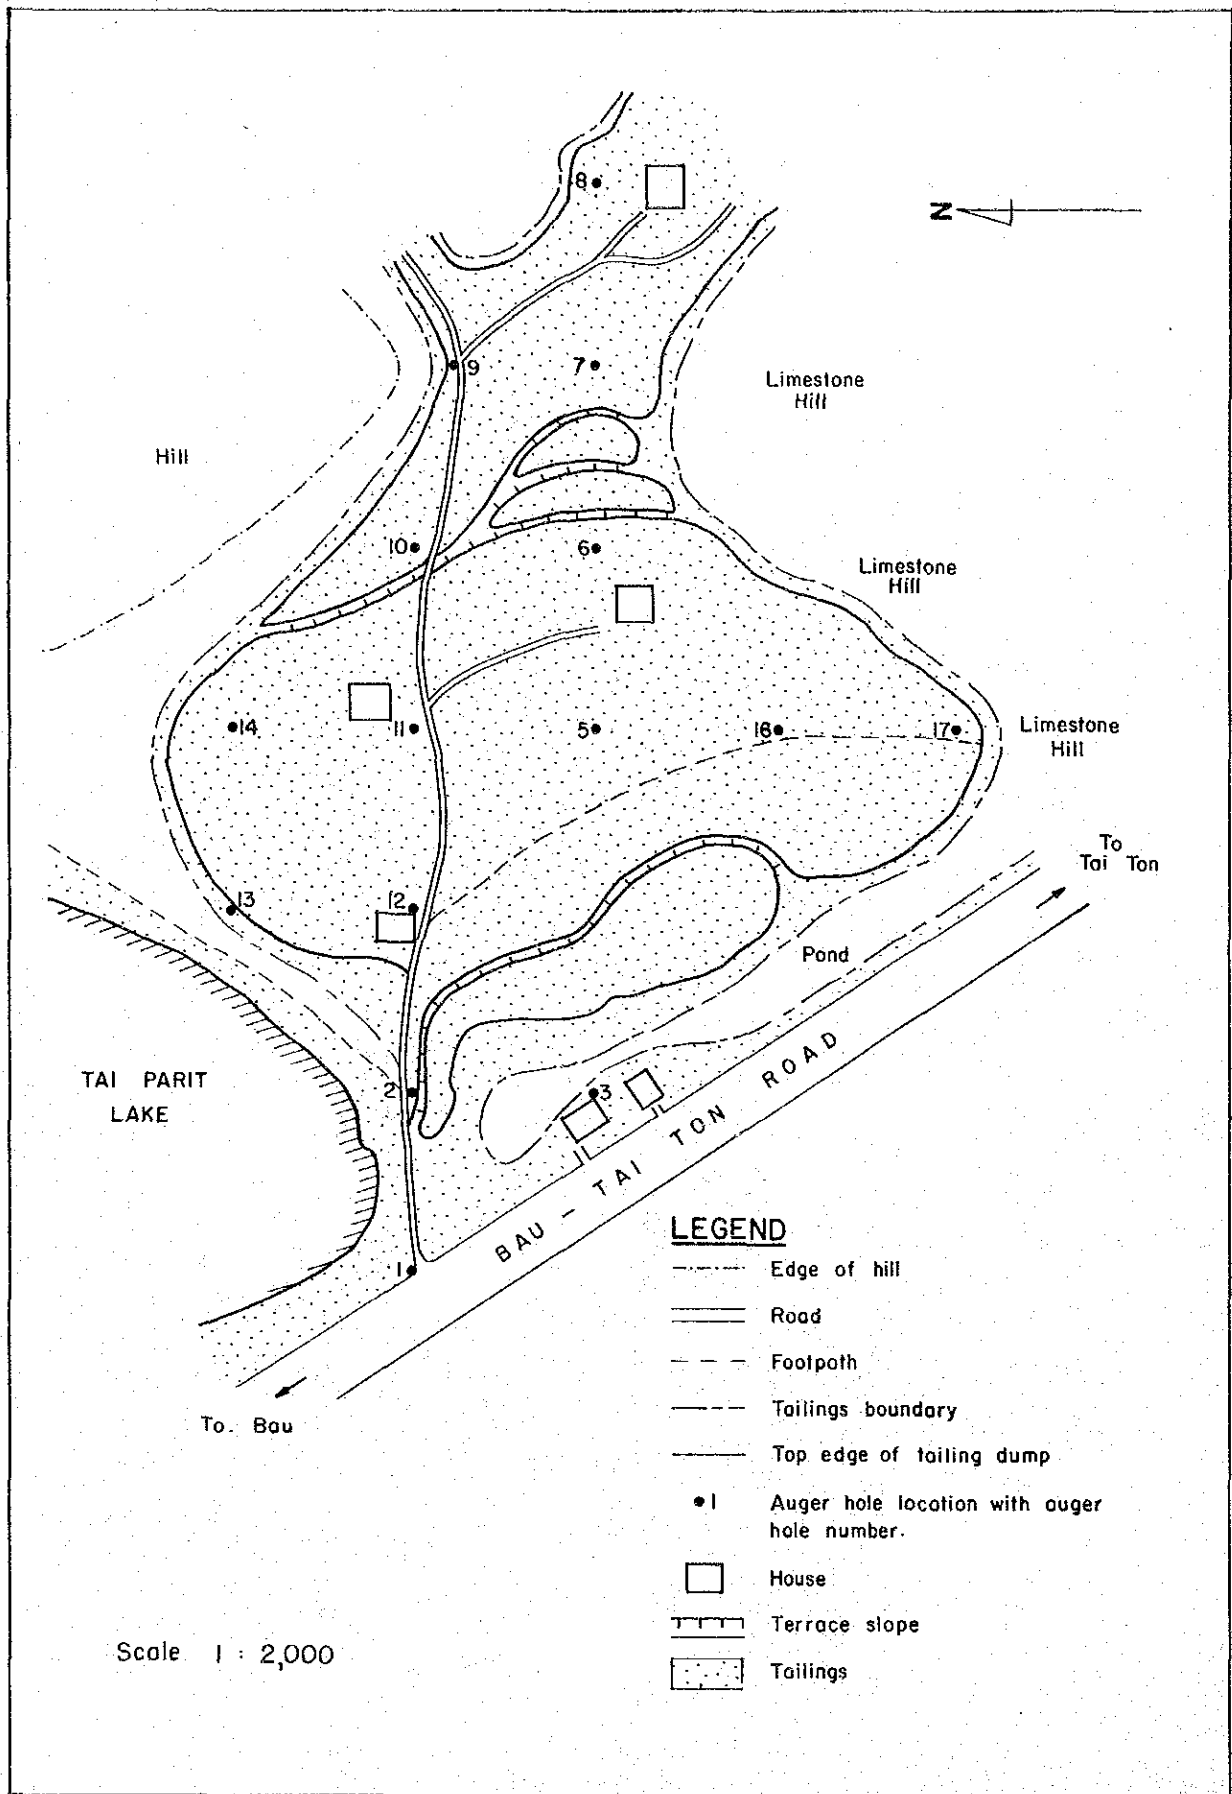 8
N
9
7
Limestone
Hill
Hill
10
6
Limestone
Hill
14
11
5
16
17
Limestone
Hill
To
Tai Ton
13
12
Pond
TAI PARIT
LAKE
2
3
BAU - TAI TON ROAD
1
To. Bau
LEGEND
Edge of hill
Road
Footpath
Tailings boundary
Top edge of tailing dump
1 Auger hole location with auger
hole number.
House
Terrace slope
Tailings
Scale 1 : 2,000